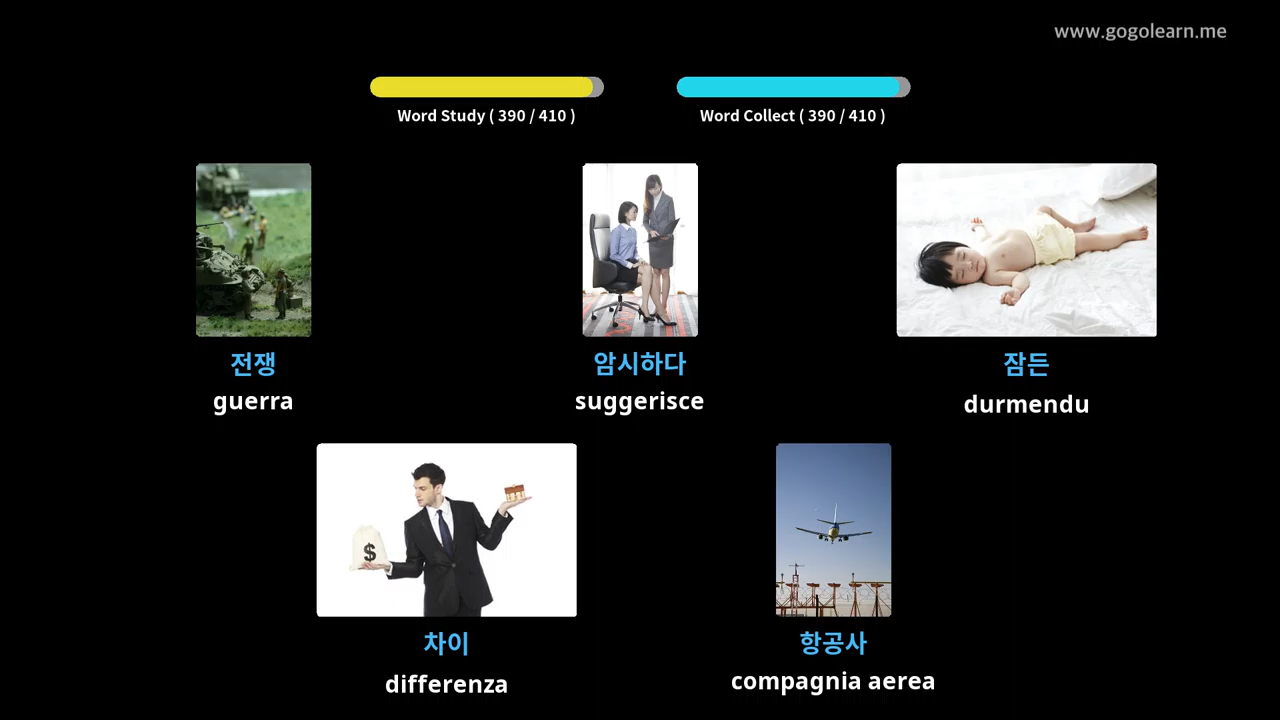 www.gogolearn.me
Word Study ( 390 / 410 )
Word Collect ( 390 / 410 )
전쟁
guerra
암시하다
suggerisce
잠든
durmendu
$
차이
differenza
항공사
compagnia aerea